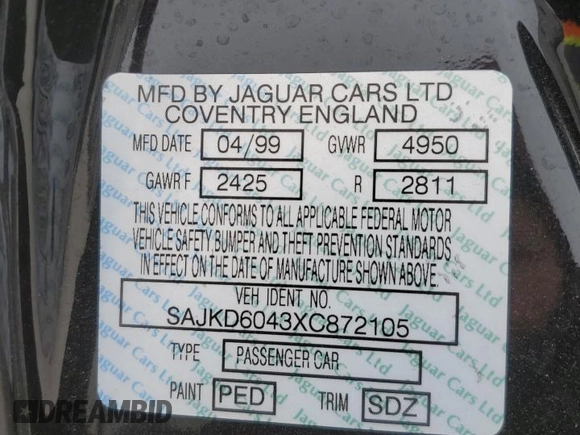 MFD BY JAGUAR CARS LTD
COVENTRY ENGLAND
MFD DATE 04/99 GVWR 4950
GAWR F 2425 R 2811
THIS VEHICLE CONFORMS TO ALL APPLICABLE FEDERAL MOTOR
VEHICLE SAFETY BUMPER AND THEFT PREVENTION STANDARDS
IN EFFECT ON THE DATE OF MANUFACTURE SHOWN ABOVE.
VEH IDENT NO.
SAJKD6043XC872105
TYPE PASSENGER CAR
PAINT PED TRIM SDZ
DREAMBID